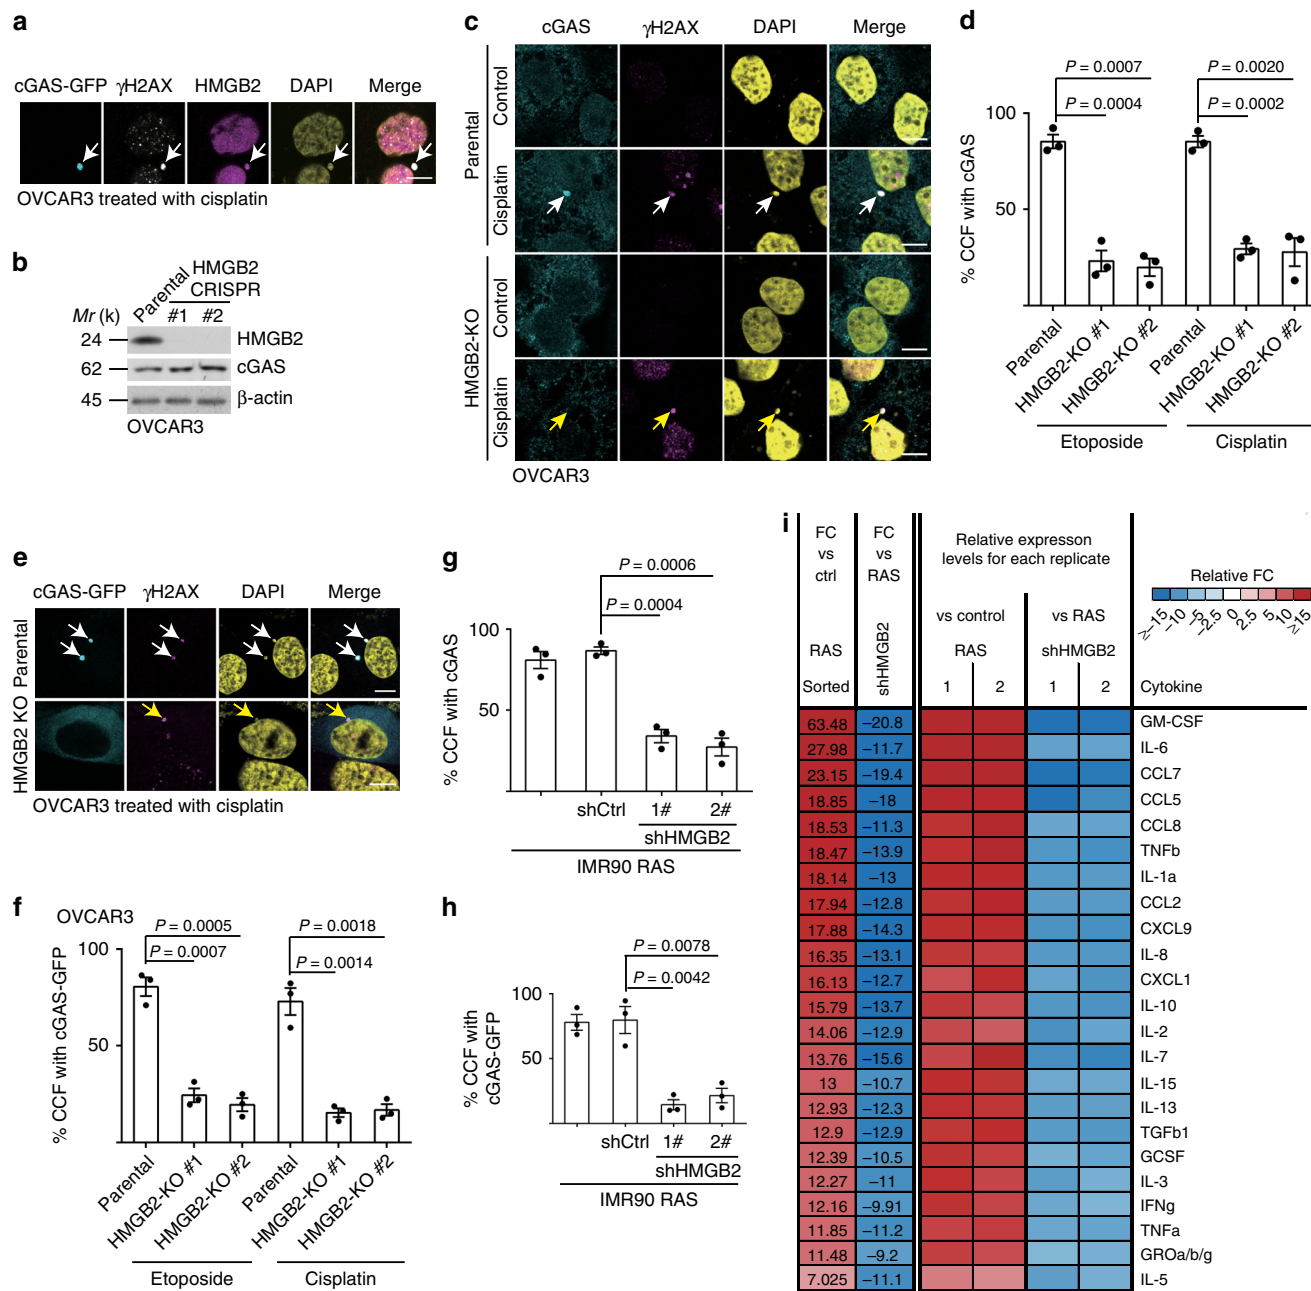 a
cGAS-GFP γH2AX HMGB2 DAPI Merge
OVCAR3 treated with cisplatin
b
Parental
HMGB2
CRISPR
Mr (k) #1 #2
24 HMGB2
62 cGAS
45 β-actin
OVCAR3
c
cGAS γH2AX DAPI Merge
Parental
Control
Cisplatin
HMGB2-KO
Control
Cisplatin
OVCAR3
d
P = 0.0007
P = 0.0004
P = 0.0020
P = 0.0002
% CCF with cGAS
100
50
Parental
HMGB2-KO #1
HMGB2-KO #2
Parental
HMGB2-KO #1
HMGB2-KO #2
Etoposide Cisplatin
e
cGAS-GFP γH2AX DAPI Merge
Parental
HMGB2 KO
OVCAR3 treated with cisplatin
f
OVCAR3
P = 0.0005
P = 0.0007
P = 0.0018
P = 0.0014
% CCF with cGAS-GFP
100
50
Parental
HMGB2-KO #1
HMGB2-KO #2
Parental
HMGB2-KO #1
HMGB2-KO #2
Etoposide Cisplatin
g
P = 0.0006
P = 0.0004
% CCF with cGAS
100
50
shCtrl 1# 2#
shHMGB2
IMR90 RAS
h
P = 0.0078
P = 0.0042
% CCF with
cGAS-GFP
100
50
shCtrl 1# 2#
shHMGB2
IMR90 RAS
i
FC
vs
ctrl
RAS
Sorted
FC
vs
RAS
shHMGB2
Relative expresson
levels for each replicate
vs control vs RAS
RAS shHMGB2
1 2 1 2
Relative FC
≥−15 −10 −5 −2.5 0 2.5 5 10 ≥15
Cytokine
63.48 −20.8 GM-CSF
27.98 −11.7 IL-6
23.15 −19.4 CCL7
18.85 −18 CCL5
18.53 −11.3 CCL8
18.47 −13.9 TNFb
18.14 −13 IL-1a
17.94 −12.8 CCL2
17.88 −14.3 CXCL9
16.35 −13.1 IL-8
16.13 −12.7 CXCL1
15.79 −13.7 IL-10
14.06 −12.9 IL-2
13.76 −15.6 IL-7
13 −10.7 IL-15
12.93 −12.3 IL-13
12.9 −12.9 TGFb1
12.39 −10.5 GCSF
12.27 −11 IL-3
12.16 −9.91 IFNg
11.85 −11.2 TNFa
11.48 −9.2 GROa/b/g
7.025 −11.1 IL-5